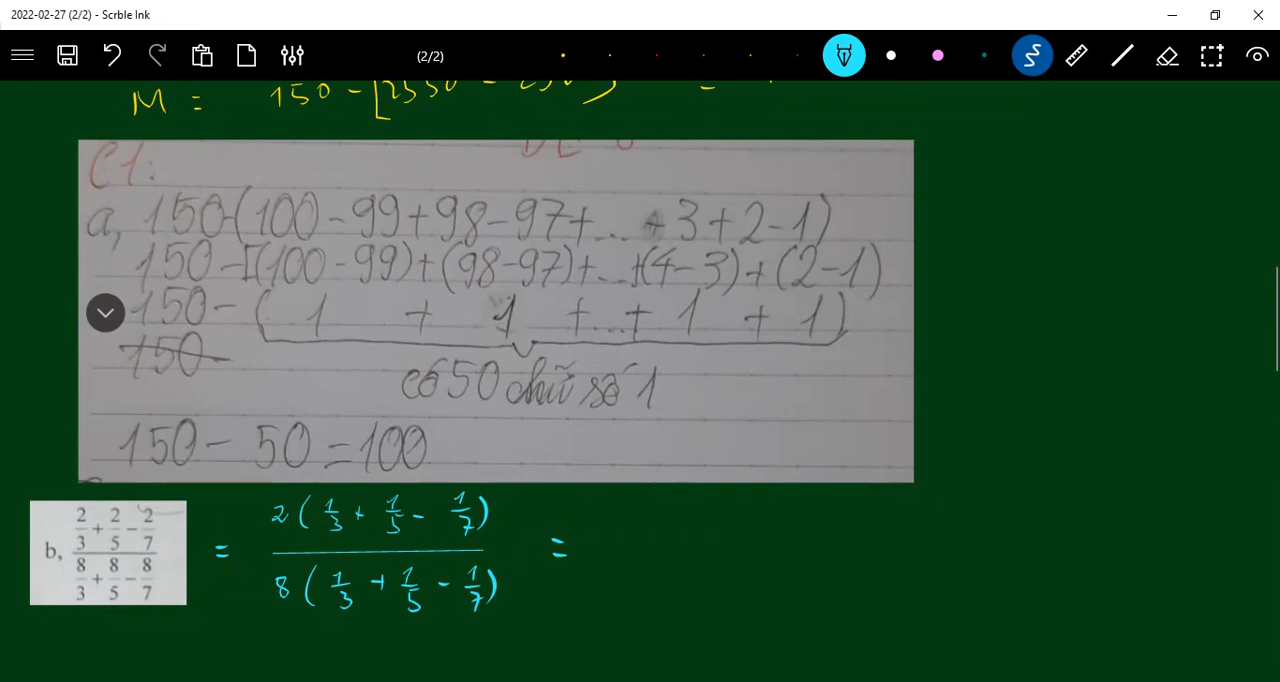 2022-02-27 (2/2) - Scrble Ink
(2/2)
M = 150 - [2550 -
C1:
a, 150-(100-99+98-97+...+3+2-1)
150-[(100-99)+(98-97)+...+(4-3)+(2-1)
150-(1 + 1 +...+ 1 + 1)
150-
có 50 chữ số 1
150 - 50 = 100
2/3 + 2/5 - 2/7 = 2(1/3 + 1/5 - 1/7) =
b,
8/3 + 8/5 - 8/7 8(1/3 + 1/5 - 1/7)